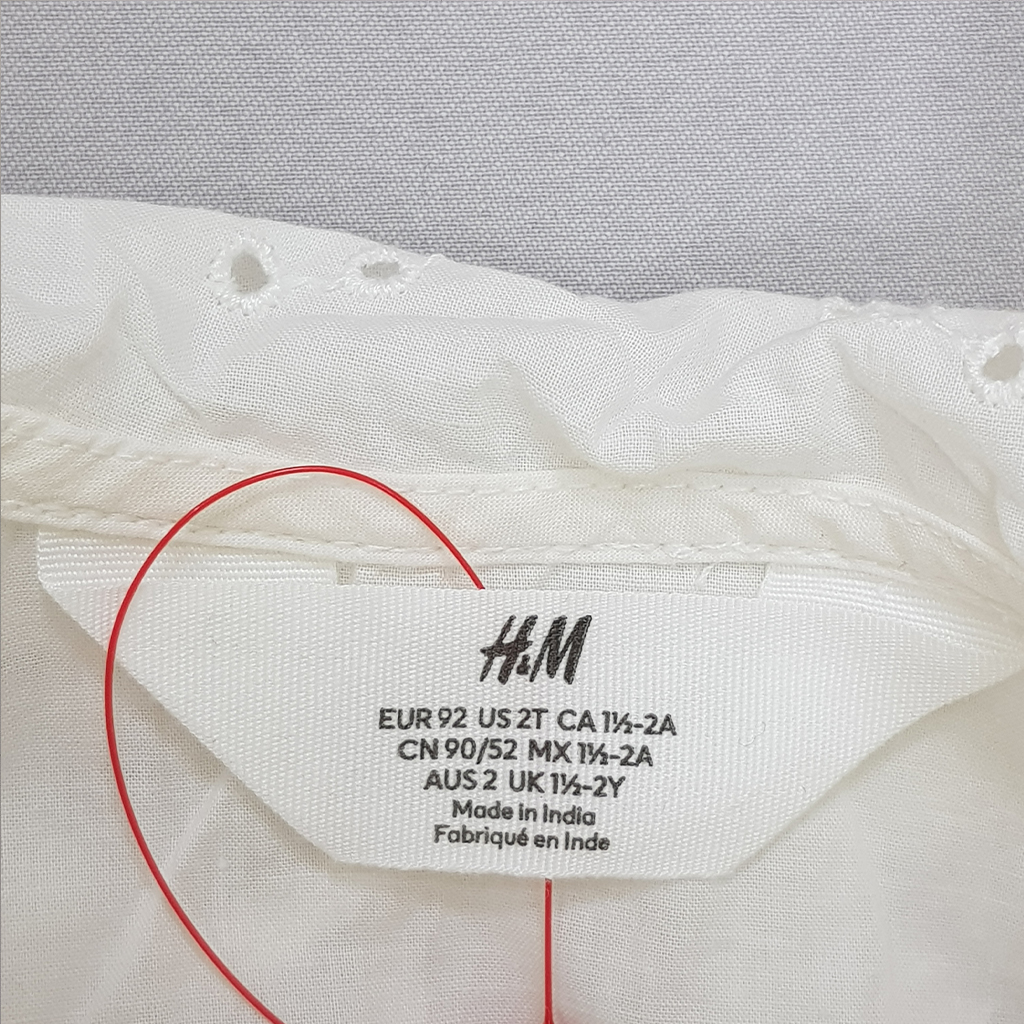 H&M
EUR 92 US 2T CA 1½-2A
CN 90/52 MX 1½-2A
AUS 2 UK 1½-2Y
Made in India
Fabriqué en Inde